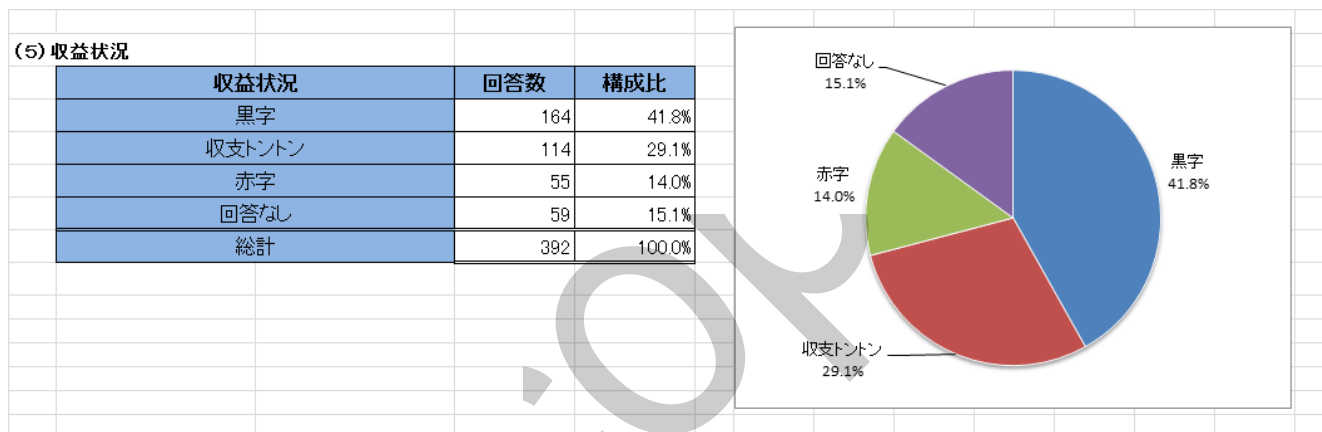 (5)収益状況
収益状況 回答数 構成比
黒字 164 41.8%
収支トントン 114 29.1%
赤字 55 14.0%
回答なし 59 15.1%
総計 392 100.0%
回答なし
15.1%
黒字
41.8%
赤字
14.0%
収支トントン
29.1%